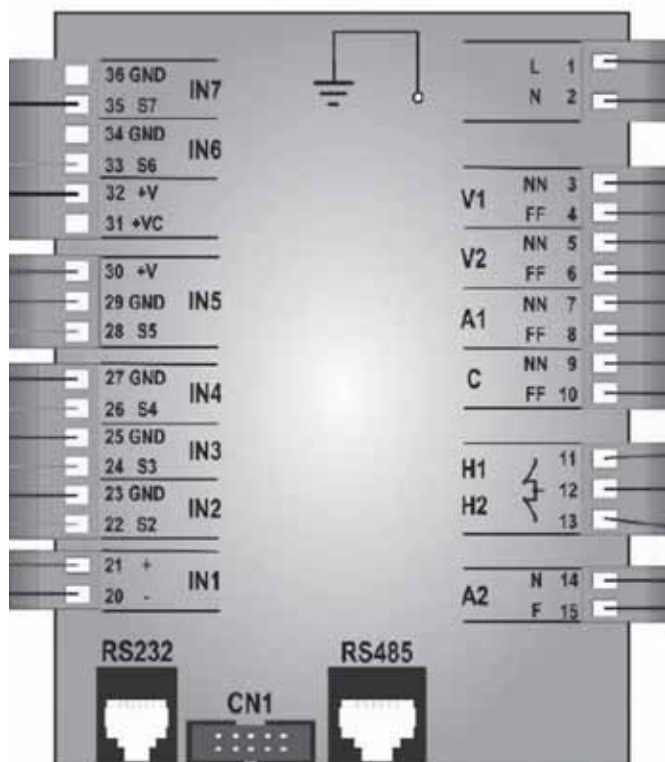 36 GND
35 S7
IN7
34 GND
33 S6
IN6
32 +V
31 +VC
30 +V
29 GND
28 S5
IN5
27 GND
26 S4
IN4
25 GND
24 S3
IN3
23 GND
22 S2
IN2
21 +
20 -
IN1
L 1
N 2
V1
NN 3
FF 4
V2
NN 5
FF 6
A1
NN 7
FF 8
C
NN 9
FF 10
H1
H2
11
12
13
A2
N 14
F 15
RS232
CN1
RS485